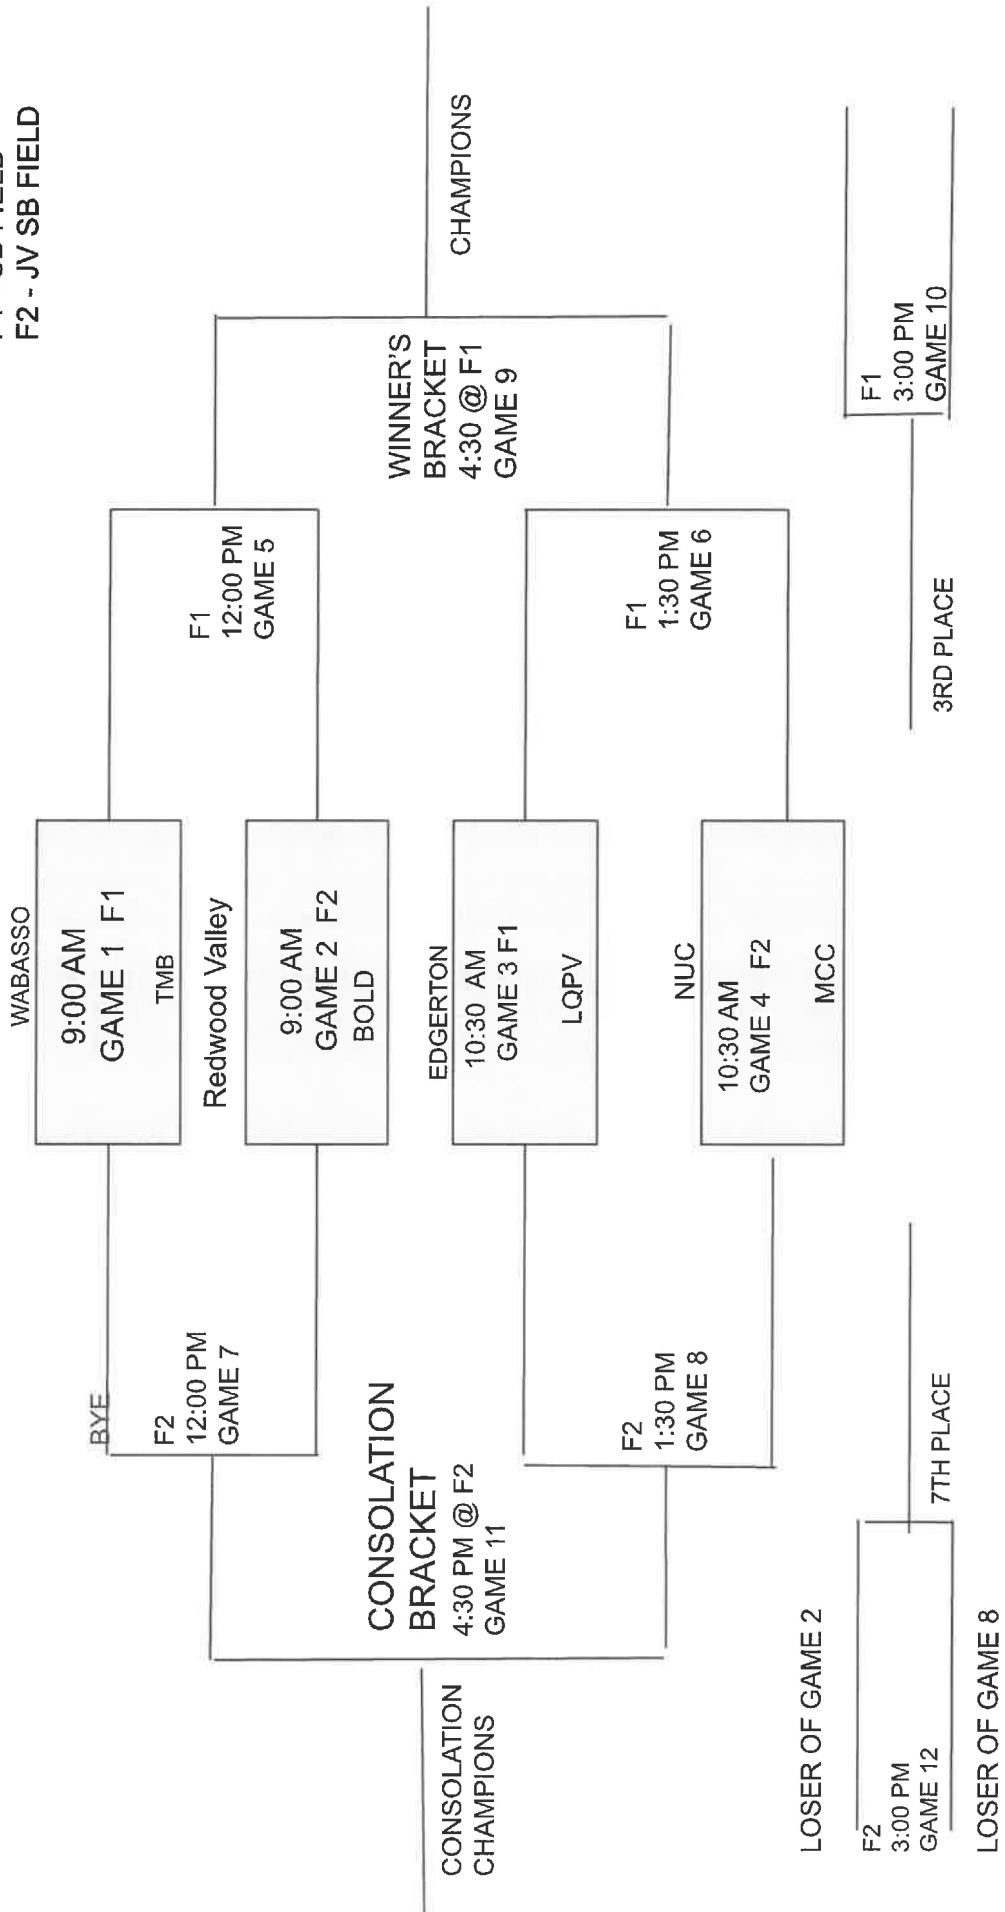 F2 - JV SB FIELD
WABASSO
9:00 AM
GAME 1 F1
TMB
Redwood Valley
9:00 AM
GAME 2 F2
BOLD
EDGERTON
10:30 AM
GAME 3 F1
LQPV
NUC
10:30 AM
GAME 4 F2
MCC
BYE
F2
12:00 PM
GAME 7
F1
12:00 PM
GAME 5
CONSOLATION
BRACKET
4:30 PM @ F2
GAME 11
WINNER'S
BRACKET
4:30 @ F1
GAME 9
CONSOLATION
CHAMPIONS
CHAMPIONS
F2
1:30 PM
GAME 8
F1
1:30 PM
GAME 6
LOSER OF GAME 2
F2
3:00 PM
GAME 12
LOSER OF GAME 8
7TH PLACE
3RD PLACE
F1
3:00 PM
GAME 10